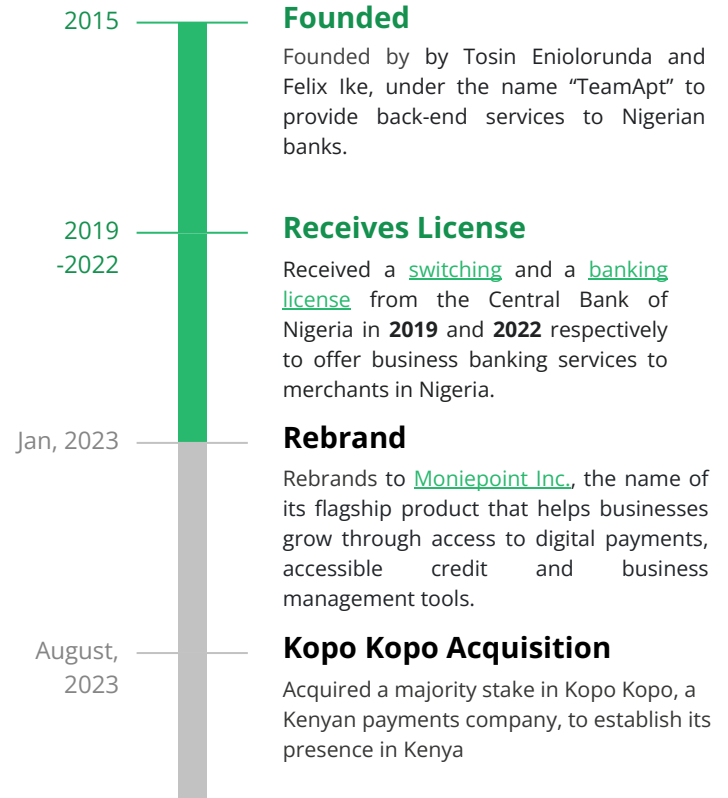 2015
Founded
Founded by by Tosin Eniolorunda and
Felix Ike, under the name “TeamApt” to
provide back-end services to Nigerian
banks.
2019
-2022
Receives License
Received a switching and a banking
license from the Central Bank of
Nigeria in 2019 and 2022 respectively
to offer business banking services to
merchants in Nigeria.
Jan, 2023
Rebrand
Rebrands to Moniepoint Inc., the name of
its flagship product that helps businesses
grow through access to digital payments,
accessible credit and business
management tools.
August,
2023
Kopo Kopo Acquisition
Acquired a majority stake in Kopo Kopo, a
Kenyan payments company, to establish its
presence in Kenya